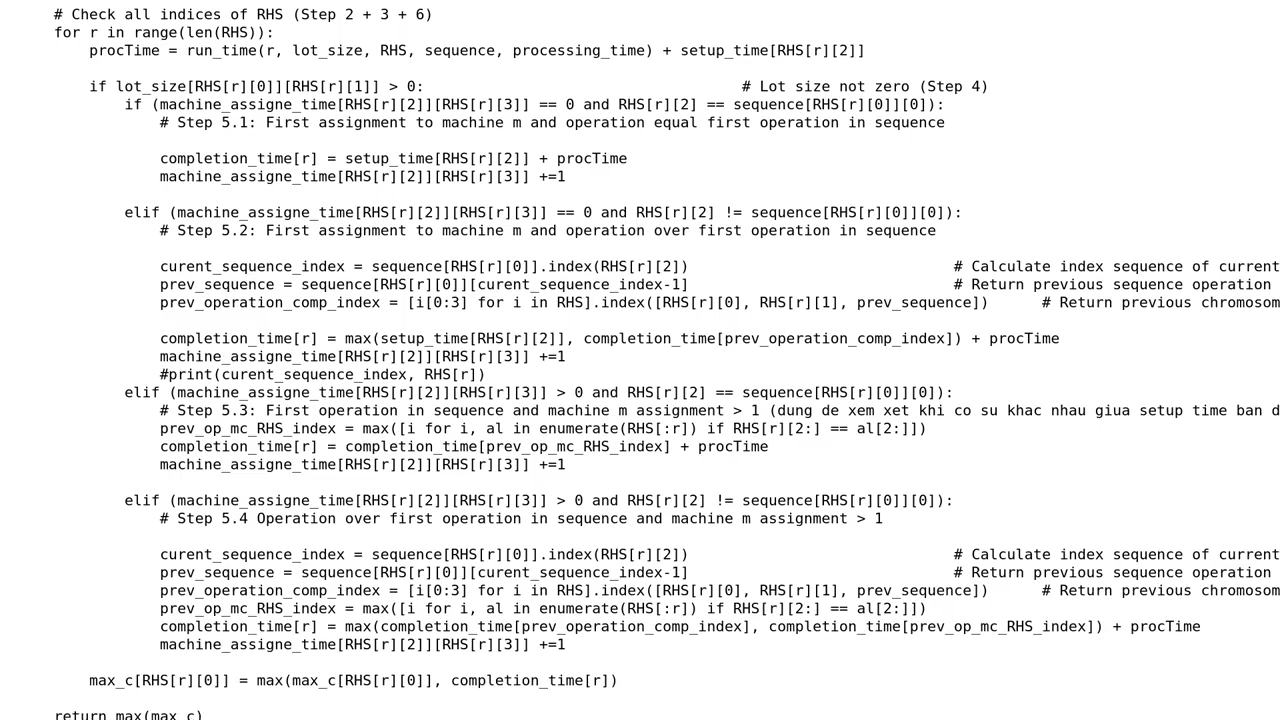 # Check all indices of RHS (Step 2 + 3 + 6)
for r in range(len(RHS)):
procTime = run_time(r, lot_size, RHS, sequence, processing_time) + setup_time[RHS[r][2]]
if lot_size[RHS[r][0]][RHS[r][1]] > 0: # Lot size not zero (Step 4)
if (machine_assigne_time[RHS[r][2]][RHS[r][3]] == 0 and RHS[r][2] == sequence[RHS[r][0]][0]):
# Step 5.1: First assignment to machine m and operation equal first operation in sequence
completion_time[r] = setup_time[RHS[r][2]] + procTime
machine_assigne_time[RHS[r][2]][RHS[r][3]] +=1
elif (machine_assigne_time[RHS[r][2]][RHS[r][3]] == 0 and RHS[r][2] != sequence[RHS[r][0]][0]):
# Step 5.2: First assignment to machine m and operation over first operation in sequence
curent_sequence_index = sequence[RHS[r][0]].index(RHS[r][2]) # Calculate index sequence of current
prev_sequence = sequence[RHS[r][0]][curent_sequence_index-1] # Return previous sequence operation
prev_operation_comp_index = [i[0:3] for i in RHS].index([RHS[r][0], RHS[r][1], prev_sequence]) # Return previous chromosom
completion_time[r] = max(setup_time[RHS[r][2]], completion_time[prev_operation_comp_index]) + procTime
machine_assigne_time[RHS[r][2]][RHS[r][3]] +=1
#print(curent_sequence_index, RHS[r])
elif (machine_assigne_time[RHS[r][2]][RHS[r][3]] > 0 and RHS[r][2] == sequence[RHS[r][0]][0]):
# Step 5.3: First operation in sequence and machine m assignment > 1 (dung de xem xet khi co su khac nhau giua setup time ban d
prev_op_mc_RHS_index = max([i for i, al in enumerate(RHS[:r]) if RHS[r][2:] == al[2:]])
completion_time[r] = completion_time[prev_op_mc_RHS_index] + procTime
machine_assigne_time[RHS[r][2]][RHS[r][3]] +=1
elif (machine_assigne_time[RHS[r][2]][RHS[r][3]] > 0 and RHS[r][2] != sequence[RHS[r][0]][0]):
# Step 5.4 Operation over first operation in sequence and machine m assignment > 1
curent_sequence_index = sequence[RHS[r][0]].index(RHS[r][2]) # Calculate index sequence of current
prev_sequence = sequence[RHS[r][0]][curent_sequence_index-1] # Return previous sequence operation
prev_operation_comp_index = [i[0:3] for i in RHS].index([RHS[r][0], RHS[r][1], prev_sequence]) # Return previous chromosom
prev_op_mc_RHS_index = max([i for i, al in enumerate(RHS[:r]) if RHS[r][2:] == al[2:]])
completion_time[r] = max(completion_time[prev_operation_comp_index], completion_time[prev_op_mc_RHS_index]) + procTime
machine_assigne_time[RHS[r][2]][RHS[r][3]] +=1
max_c[RHS[r][0]] = max(max_c[RHS[r][0]], completion_time[r])
return max(max_c)